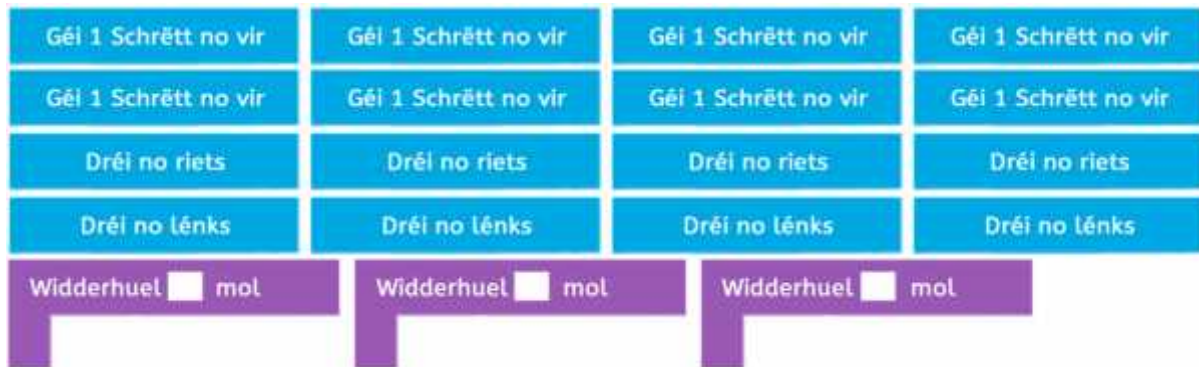 Géi 1 Schrëtt no vir Géi 1 Schrëtt no vir Géi 1 Schrëtt no vir Géi 1 Schrëtt no vir
Géi 1 Schrëtt no vir Géi 1 Schrëtt no vir Géi 1 Schrëtt no vir Géi 1 Schrëtt no vir
Dréi no riets Dréi no riets Dréi no riets Dréi no riets
Dréi no lénks Dréi no lénks Dréi no lénks Dréi no lénks
Widderhuel mol Widderhuel mol Widderhuel mol